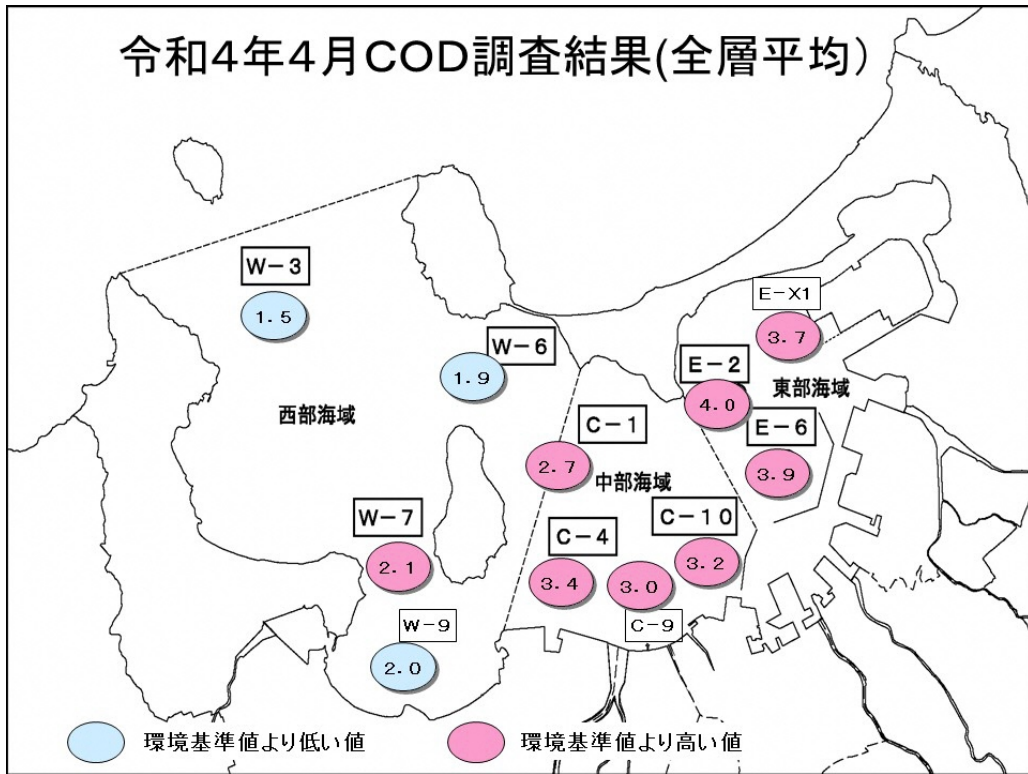 令和4年4月COD調査結果(全層平均)
W-3
1.5
E-X1
3.7
W-6
1.9
E-2
4.0
東部海域
西部海域
C-1
2.7
E-6
3.9
中部海域
W-7
2.1
C-4
3.4
C-10
3.2
3.0
C-9
W-9
2.0
環境基準値より低い値
環境基準値より高い値